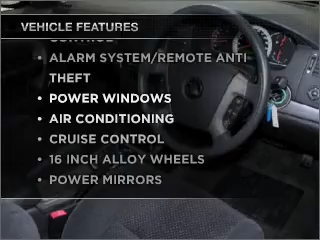 VEHICLE FEATURES
CONTROL
• ALARM SYSTEM/REMOTE ANTI
THEFT
• POWER WINDOWS
• AIR CONDITIONING
• CRUISE CONTROL
• 16 INCH ALLOY WHEELS
• POWER MIRRORS